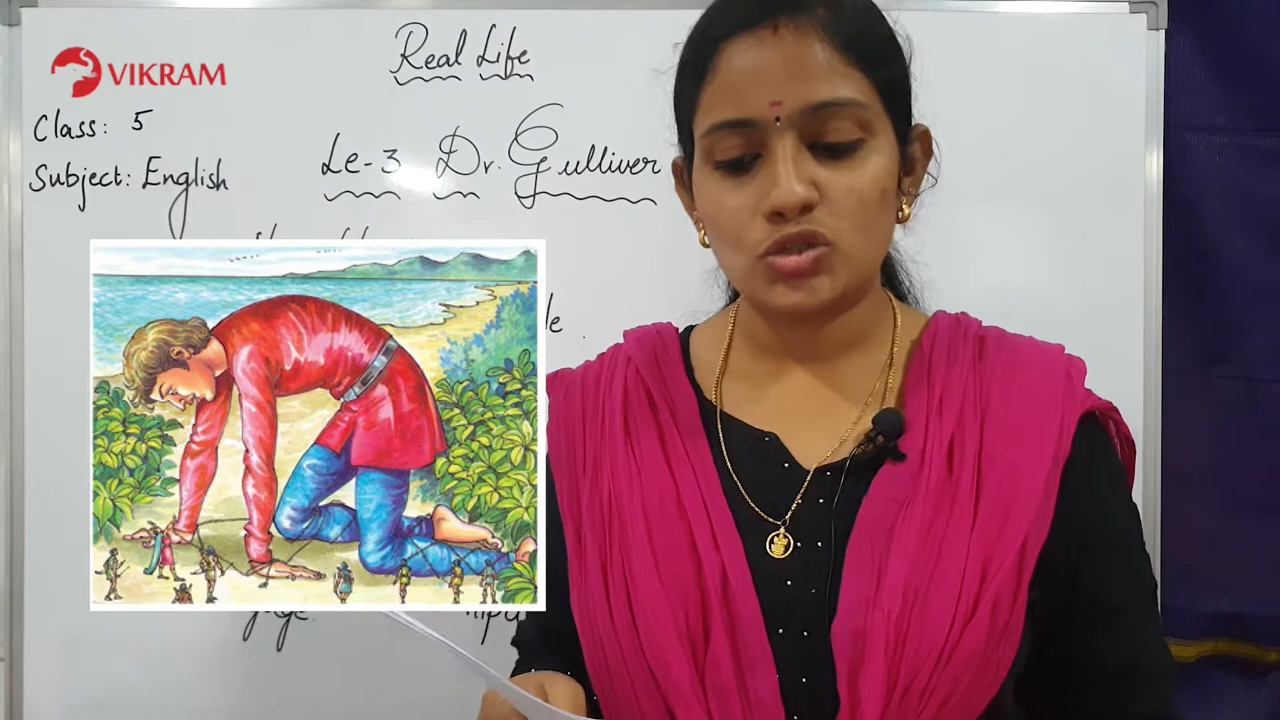 VIKRAM
Real Life
Class: 5
Subject: English
Le-3 Dr. Gulliver